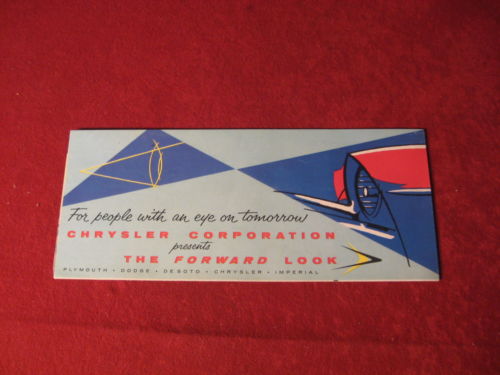 For people with an eye on tomorrow
CHRYSLER CORPORATION
presents
THE FORWARD LOOK
PLYMOUTH • DODGE • DE SOTO • CHRYSLER • IMPERIAL